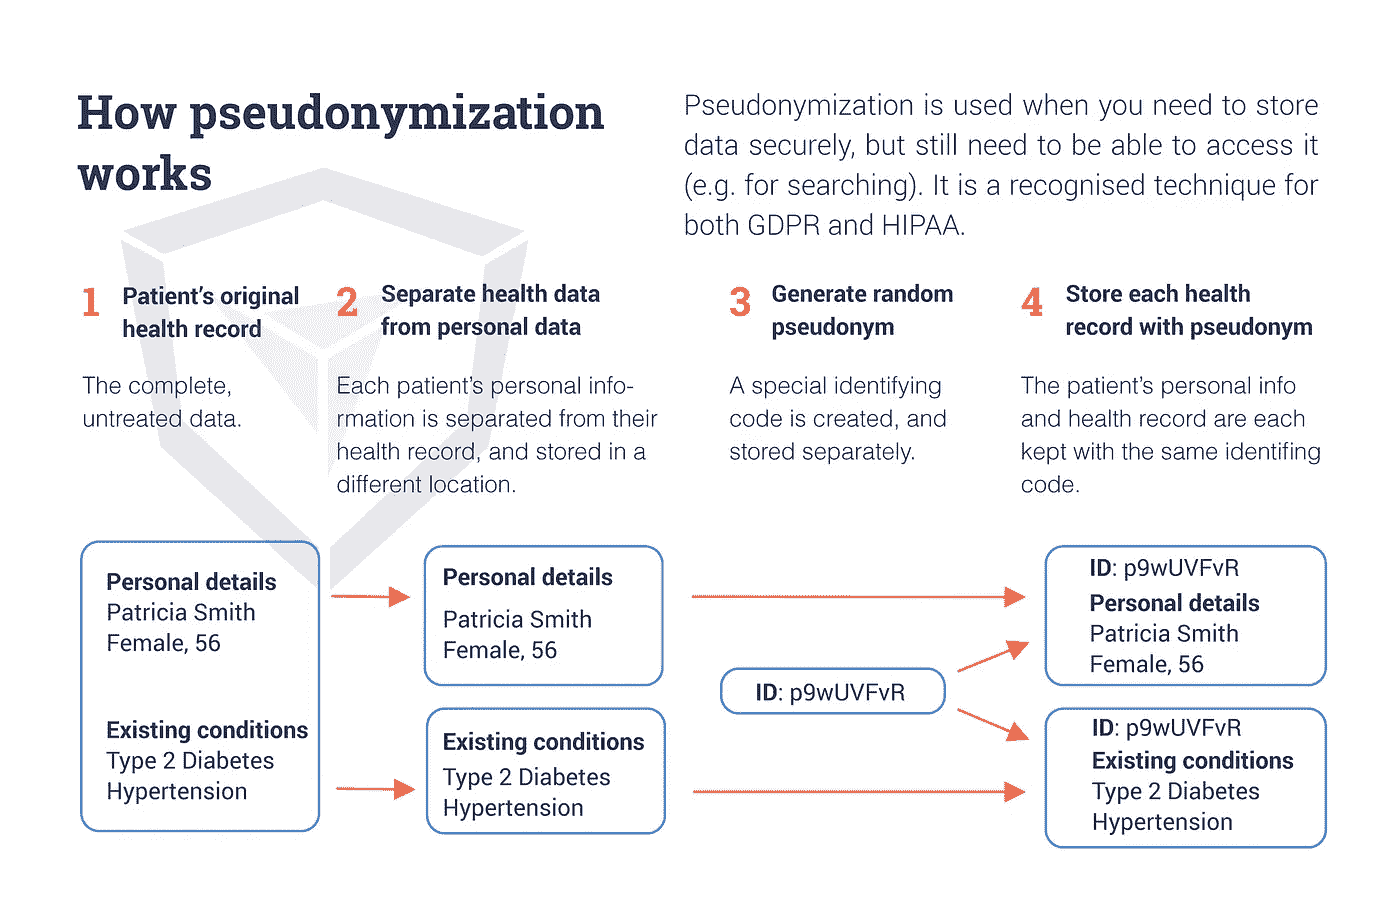 How pseudonymization
works
Pseudonymization is used when you need to store
data securely, but still need to be able to access it
(e.g. for searching). It is a recognised technique for
both GDPR and HIPAA.
1 Patient's original
health record
The complete,
untreated data.
2 Separate health data
from personal data
Each patient's personal info-
rmation is separated from their
health record, and stored in a
different location.
3 Generate random
pseudonym
A special identifying
code is created, and
stored separately.
4 Store each health
record with pseudonym
The patient's personal info
and health record are each
kept with the same identifing
code.
Personal details
Patricia Smith
Female, 56
Existing conditions
Type 2 Diabetes
Hypertension
Personal details
Patricia Smith
Female, 56
Existing conditions
Type 2 Diabetes
Hypertension
ID: p9wUVFvR
ID: p9wUVFvR
Personal details
Patricia Smith
Female, 56
ID: p9wUVFvR
Existing conditions
Type 2 Diabetes
Hypertension